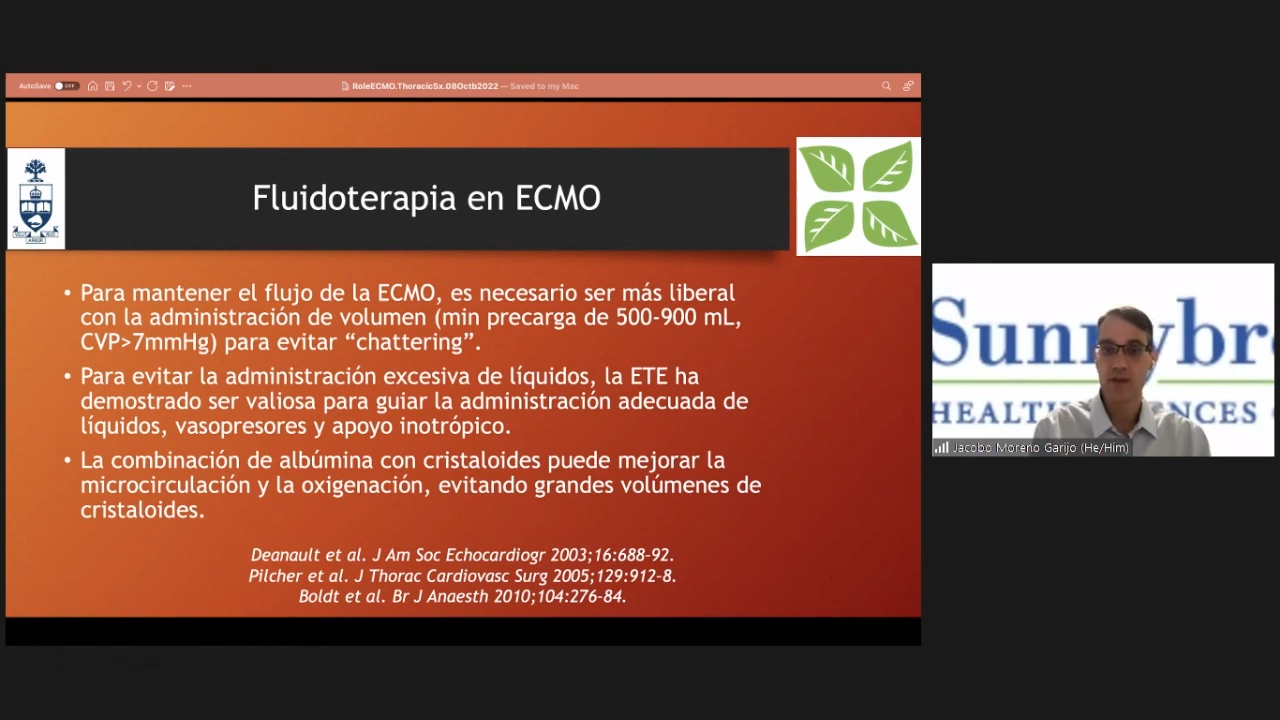 AutoSave OFF
RoleECMO.ThoracicSx.08Octb2022 — Saved to my Mac
Fluidoterapia en ECMO
• Para mantener el flujo de la ECMO, es necesario ser más liberal
con la administración de volumen (min precarga de 500-900 mL,
CVP>7mmHg) para evitar “chattering”.
• Para evitar la administración excesiva de líquidos, la ETE ha
demostrado ser valiosa para guiar la administración adecuada de
líquidos, vasopresores y apoyo inotrópico.
• La combinación de albúmina con cristaloides puede mejorar la
microcirculación y la oxigenación, evitando grandes volúmenes de
cristaloides.
Deanault et al. J Am Soc Echocardiogr 2003;16:688-92.
Pilcher et al. J Thorac Cardiovasc Surg 2005;129:912-8.
Boldt et al. Br J Anaesth 2010;104:276-84.
Jacobo Moreno Garijo (He/Him)